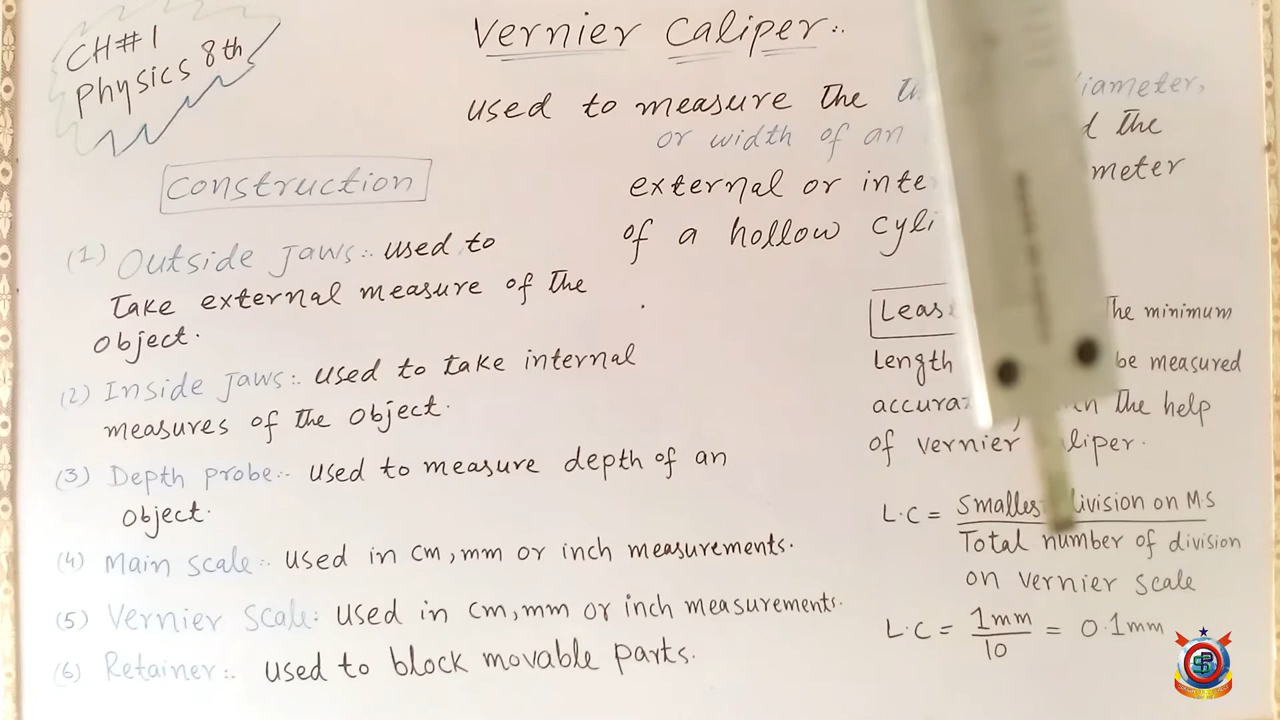 CH#1
Physics 8th
Vernier Caliper:.
used to measure the diameter,
or width of an the
external or meter
of a hollow
Construction
(1) Outside jaws:. used to
take external measure of the
object.
(2) Inside jaws:. used to take internal
measures of the object.
(3) Depth probe:. used to measure depth of an
object.
(4) Main scale:. used in cm, mm or inch measurements.
(5) Vernier scale: used in cm, mm or inch measurements.
(6) Retainer:. used to block movable parts.
The minimum
Length be measured
the help
of vernier
L.C = Smallest division on M.S
Total number of division
on vernier scale
L.C = 1mm = 0.1mm
10